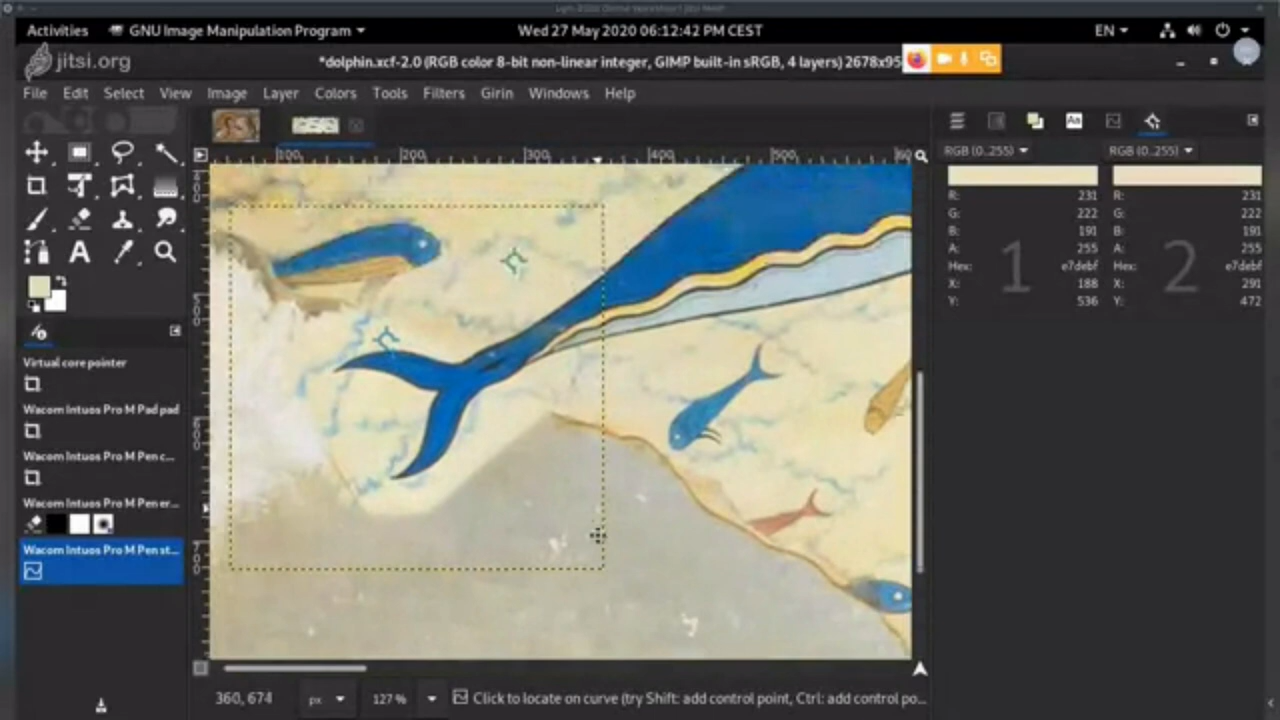 Activities GNU Image Manipulation Program Wed 27 May 2020 06:12:42 PM CEST EN
jitsi.org *dolphin.xcf-2.0 (RGB color 8-bit non-linear integer, GIMP built-in sRGB, 4 layers) 2678x95
File Edit Select View Image Layer Colors Tools Filters Girin Windows Help
100 200 300 400 500
RGB (0..255) RGB (0..255)
R: 231 R: 231
G: 222 G: 222
B: 191 B: 191
A: 255 A: 255
Hex: e7debf Hex: e7debf
X: 188 X: 291
Y: 536 Y: 472
1 2
A
Aa
Virtual core pointer
Wacom Intuos Pro M Pad pad
Wacom Intuos Pro M Pen c...
Wacom Intuos Pro M Pen er...
Wacom Intuos Pro M Pen st...
360, 674 px 127 % Click to locate on curve (try Shift: add control point, Ctrl: add control po...